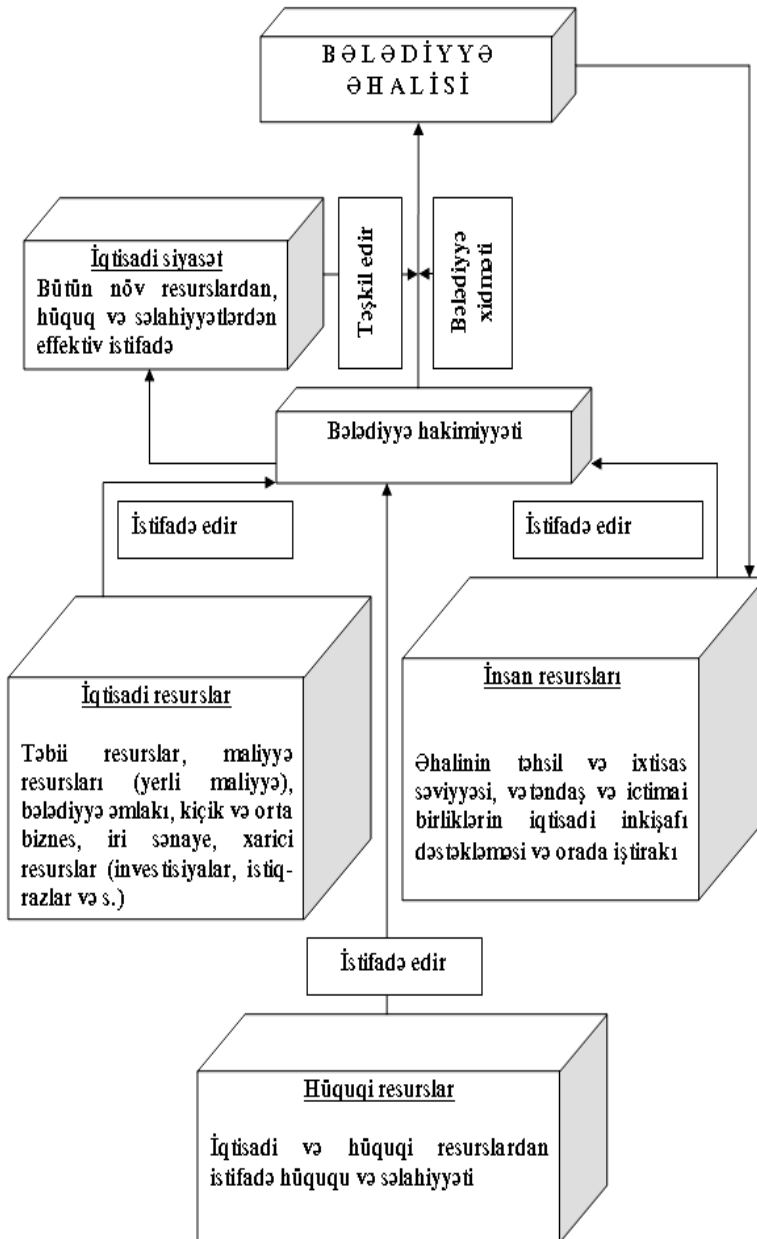 BƏLƏDİYYƏ
ƏHALİSİ
İqtisadi siyasət
Bütün növ resurslardan,
hüquq və səlahiyyətlərdən
effektiv istifadə
Təşkil edir
Bələdiyyə
xidməti
Bələdiyyə hakimiyyəti
İstifadə edir
İstifadə edir
İqtisadi resurslar
Təbii resurslar, maliyyə
resursları (yerli maliyyə),
bələdiyyə əmlakı, kiçik və orta
biznes, iri sənaye, xarici
resurslar (investisiyalar, istiq-
razlar və s.)
İnsan resursları
Əhalinin təhsil və ixtisas
səviyyəsi, vətəndaş və ictimai
birliklərin iqtisadi inkişafı
dəstəkləməsi və orada iştirakı
İstifadə edir
Hüquqi resurslar
İqtisadi və hüquqi resurslardan
istifadə hüququ və səlahiyyəti